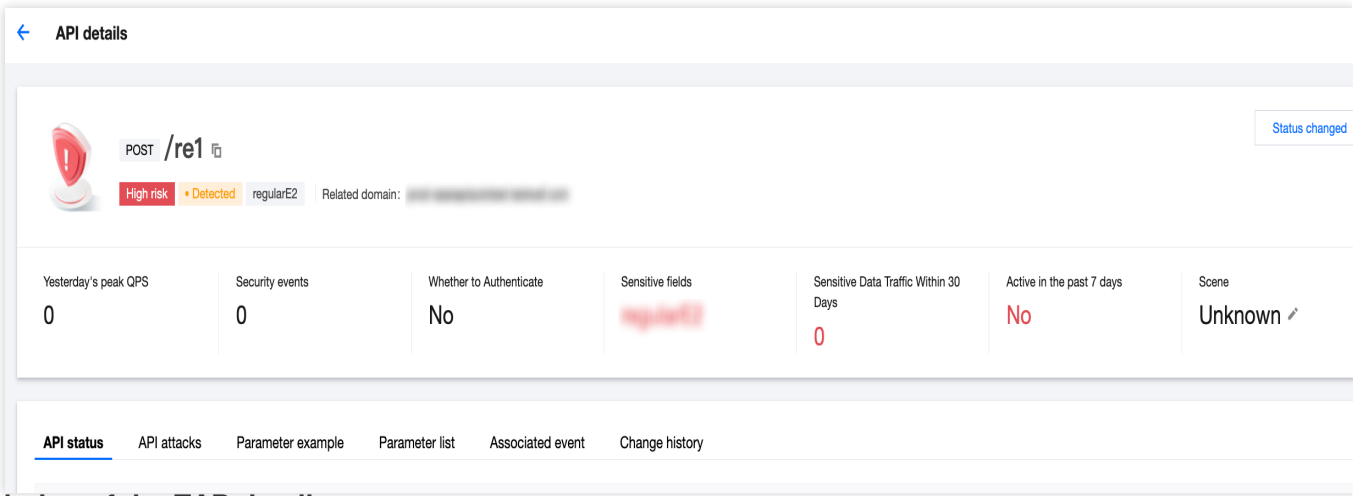 API details
Status changed
POST /re1
High risk • Detected regularE2 Related domain:
Yesterday's peak QPS Security events Whether to Authenticate Sensitive fields Sensitive Data Traffic Within 30 Active in the past 7 days Scene
Days
0 0 No No Unknown
0
API status API attacks Parameter example Parameter list Associated event Change history